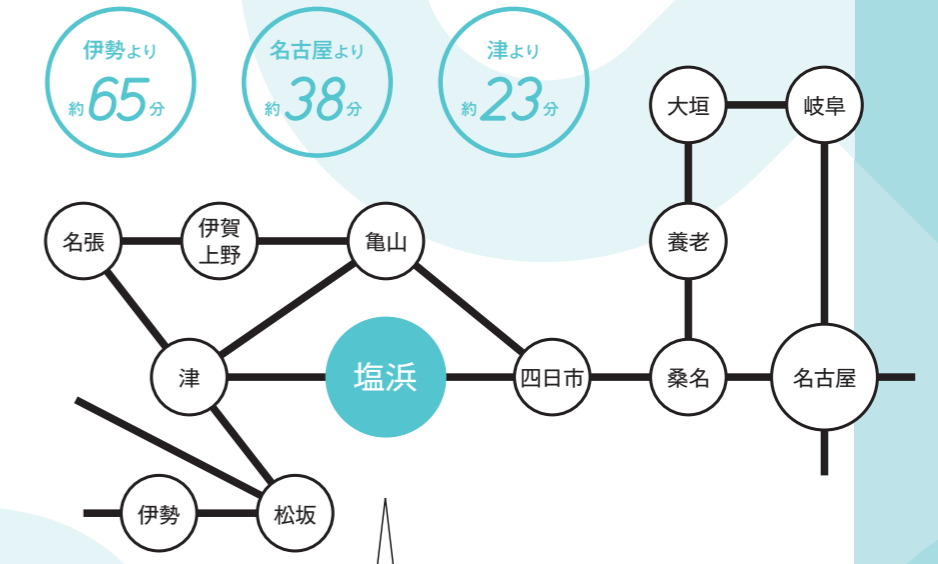 伊勢より
約65分
名古屋より
約38分
津より
約23分
大垣
岐阜
名張
伊賀
上野
亀山
養老
津
塩浜
四日市
桑名
名古屋
伊勢
松坂